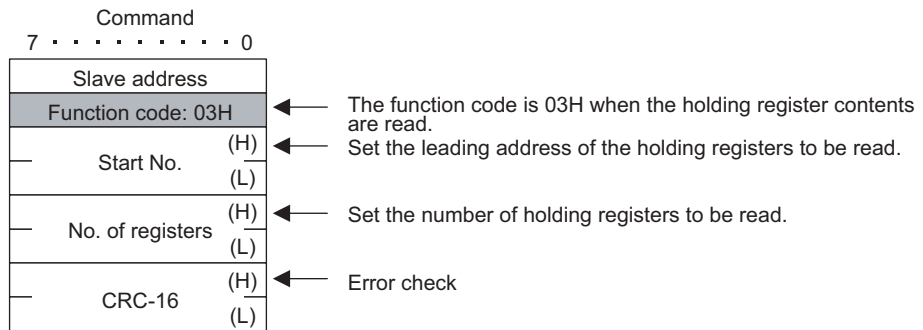 Command
7 · · · · · · · · · 0
Slave address
Function code: 03H
The function code is 03H when the holding register contents
are read.
Start No.
(H)
(L)
Set the leading address of the holding registers to be read.
No. of registers
(H)
(L)
Set the number of holding registers to be read.
CRC-16
(H)
(L)
Error check